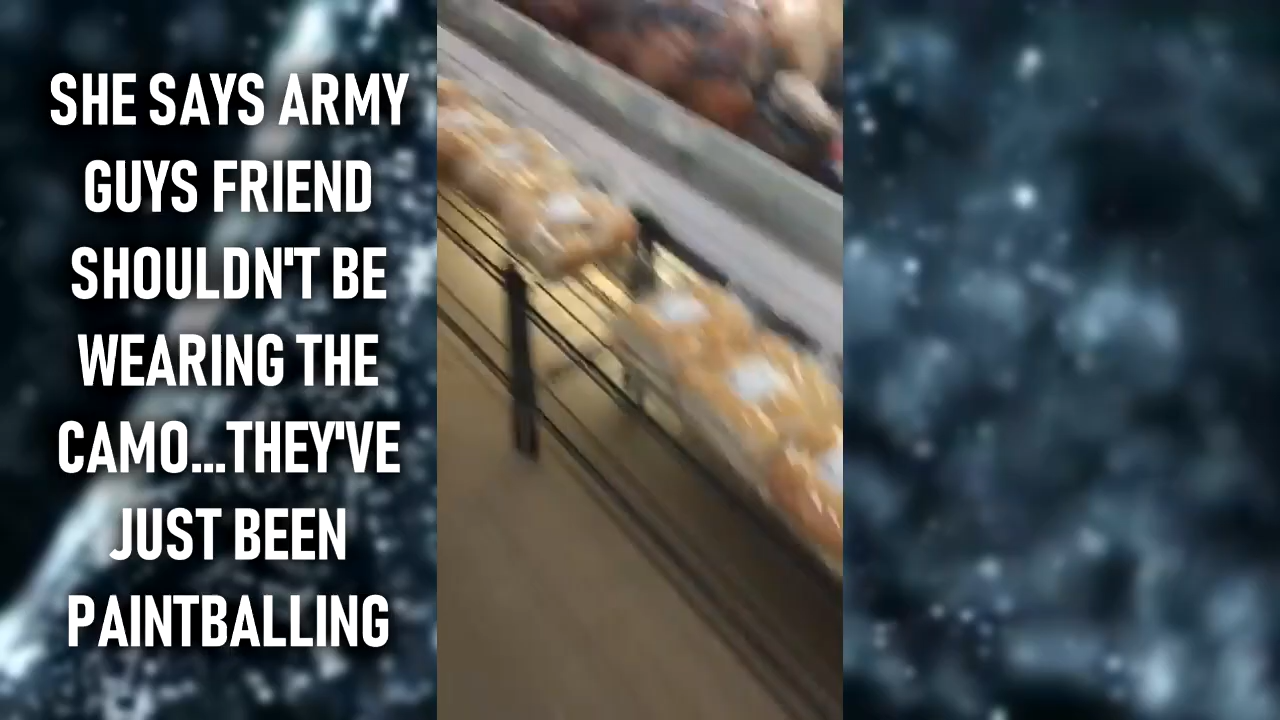 SHE SAYS ARMY
GUYS FRIEND
SHOULDN'T BE
WEARING THE
CAMO...THEY'VE
JUST BEEN
PAINTBALLING